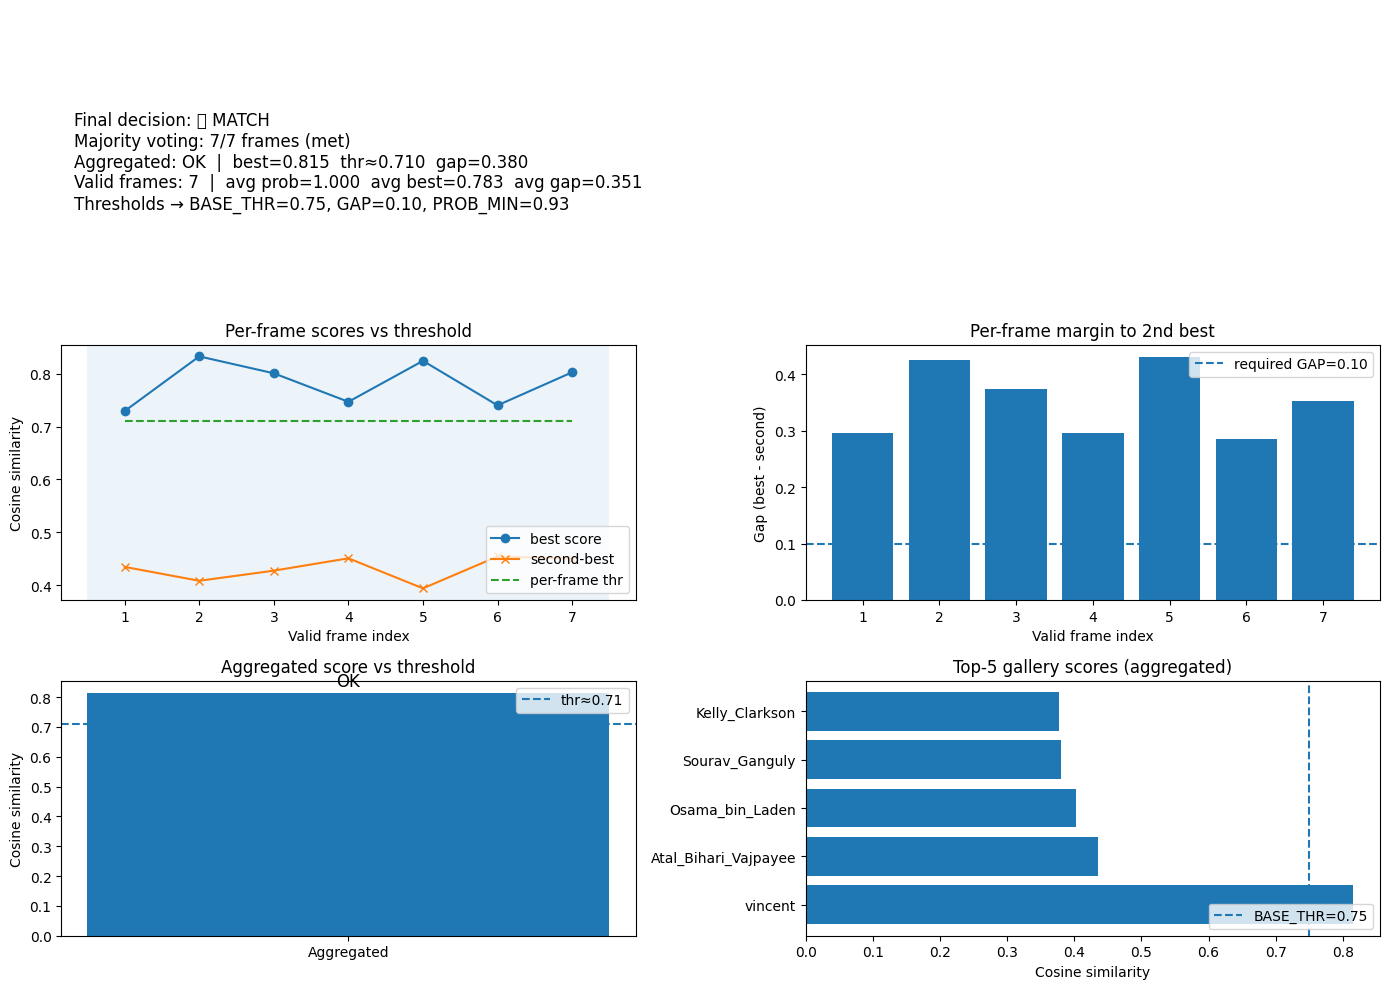 Final decision: ▯ MATCH
Majority voting: 7/7 frames (met)
Aggregated: OK | best=0.815 thr≈0.710 gap=0.380
Valid frames: 7 | avg prob=1.000 avg best=0.783 avg gap=0.351
Thresholds → BASE_THR=0.75, GAP=0.10, PROB_MIN=0.93
Per-frame scores vs threshold
Cosine similarity
0.8
0.7
0.6
0.5
0.4
best score
second-best
per-frame thr
1 2 3 4 5 6 7
Valid frame index
Per-frame margin to 2nd best
Gap (best - second)
0.4
0.3
0.2
0.1
0.0
required GAP=0.10
1 2 3 4 5 6 7
Valid frame index
Aggregated score vs threshold
OK
Cosine similarity
0.8
0.7
0.6
0.5
0.4
0.3
0.2
0.1
0.0
thr≈0.71
Aggregated
Top-5 gallery scores (aggregated)
Kelly_Clarkson
Sourav_Ganguly
Osama_bin_Laden
Atal_Bihari_Vajpayee
vincent
BASE_THR=0.75
0.0 0.1 0.2 0.3 0.4 0.5 0.6 0.7 0.8
Cosine similarity